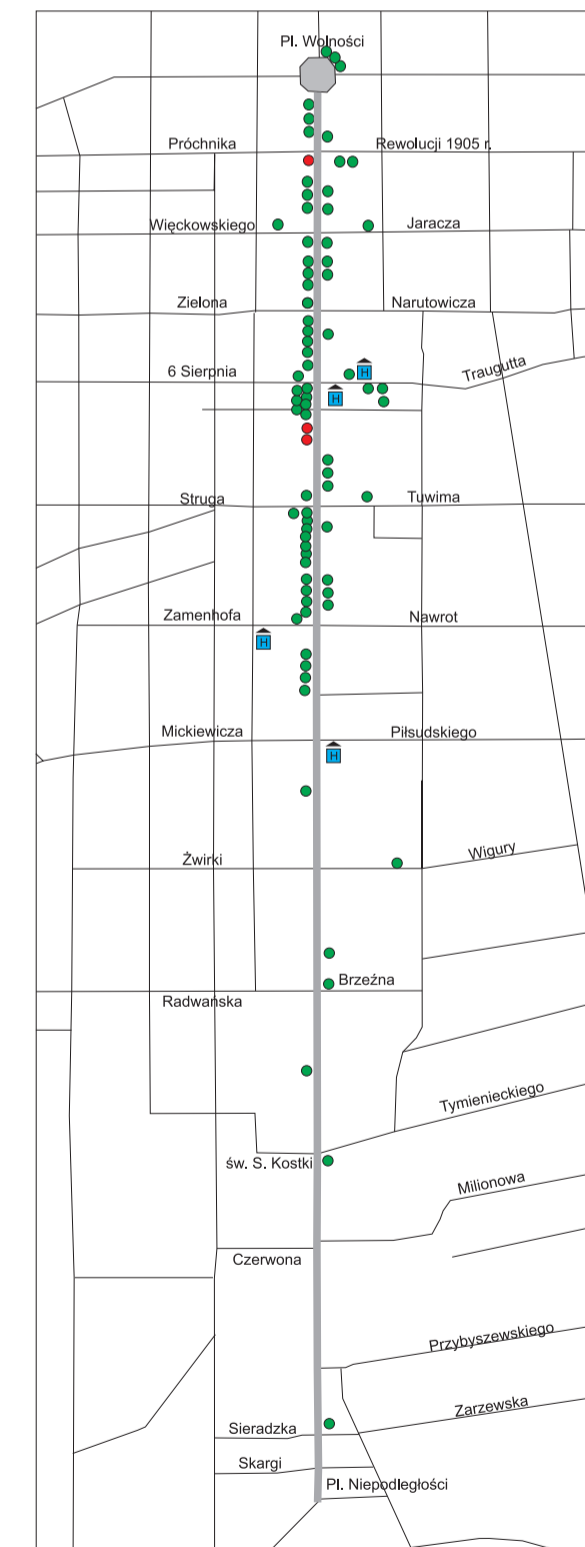 Pl. Wolności
Próchnika
Rewolucji 1905 r.
Więckowskiego
Jaracza
Zielona
Narutowicza
6 Sierpnia
H
Traugutta
H
Struga
Tuwima
Zamenhofa
Nawrot
H
Mickiewicza
Piłsudskiego
H
Żwirki
Wigury
Brzeźna
Radwańska
Tymienieckiego
św. S. Kostki
Milionowa
Czerwona
Przybyszewskiego
Zarzewska
Sieradzka
Skargi
Pl. Niepodległości